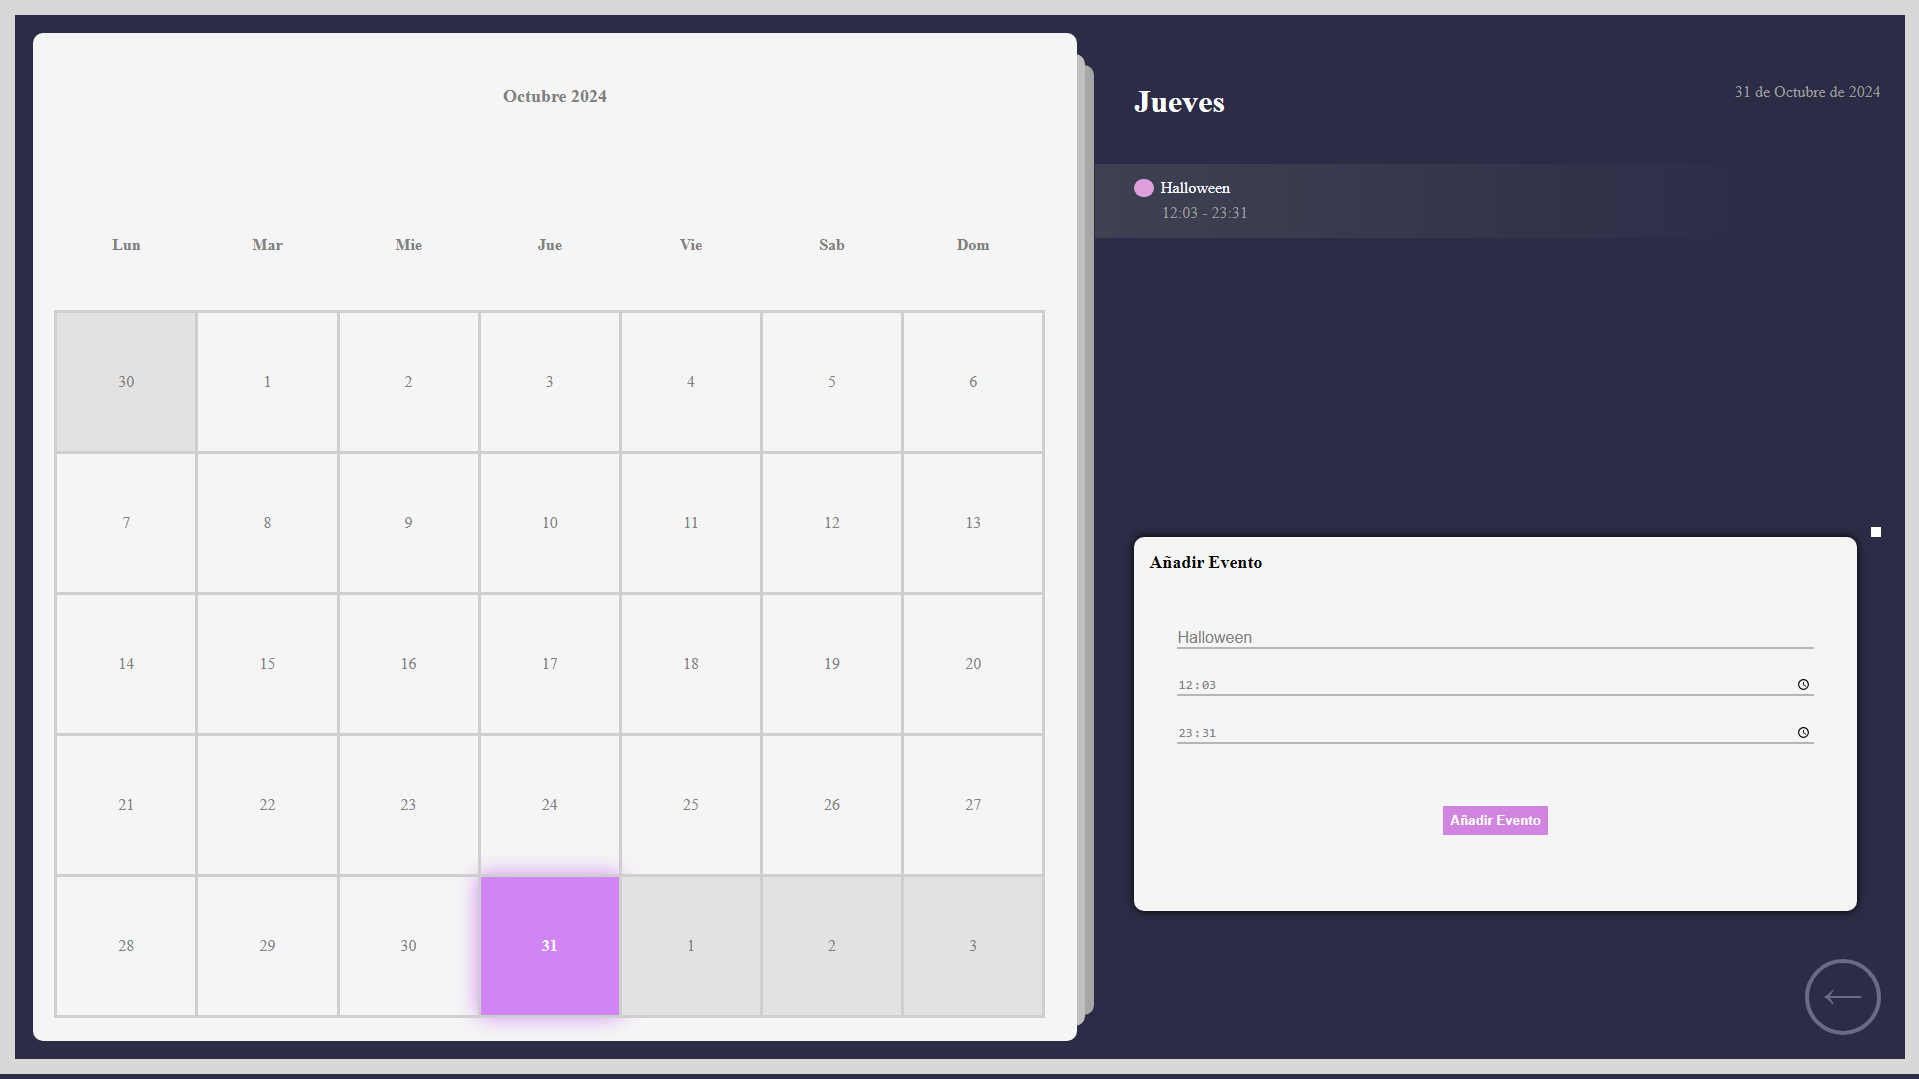 Octubre 2024
Lun Mar Mie Jue Vie Sab Dom
30 1 2 3 4 5 6
7 8 9 10 11 12 13
14 15 16 17 18 19 20
21 22 23 24 25 26 27
28 29 30 31 1 2 3
Jueves
31 de Octubre de 2024
Halloween
12:03 - 23:31
Añadir Evento
Halloween
12:03
23:31
Añadir Evento